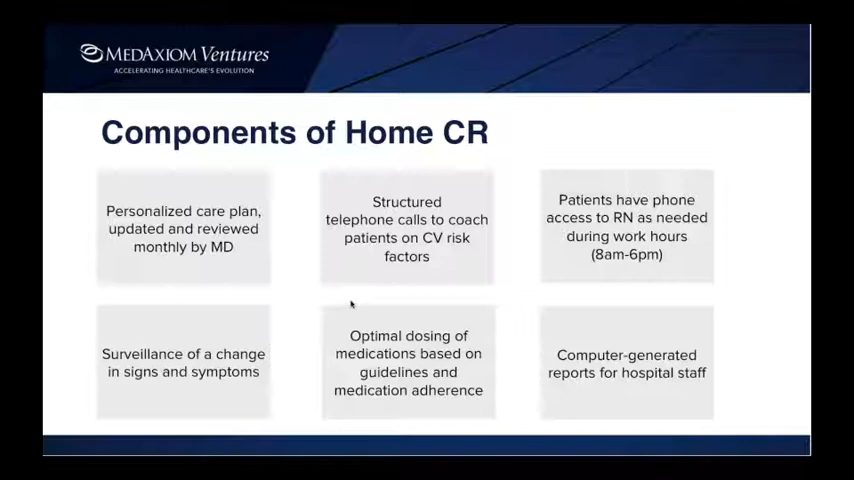 MEDAXIOM Ventures
ACCELERATING HEALTHCARE'S EVOLUTION
Components of Home CR
Personalized care plan,
updated and reviewed
monthly by MD
Structured
telephone calls to coach
patients on CV risk
factors
Patients have phone
access to RN as needed
during work hours
(8am-6pm)
Surveillance of a change
in signs and symptoms
Optimal dosing of
medications based on
guidelines and
medication adherence
Computer-generated
reports for hospital staff